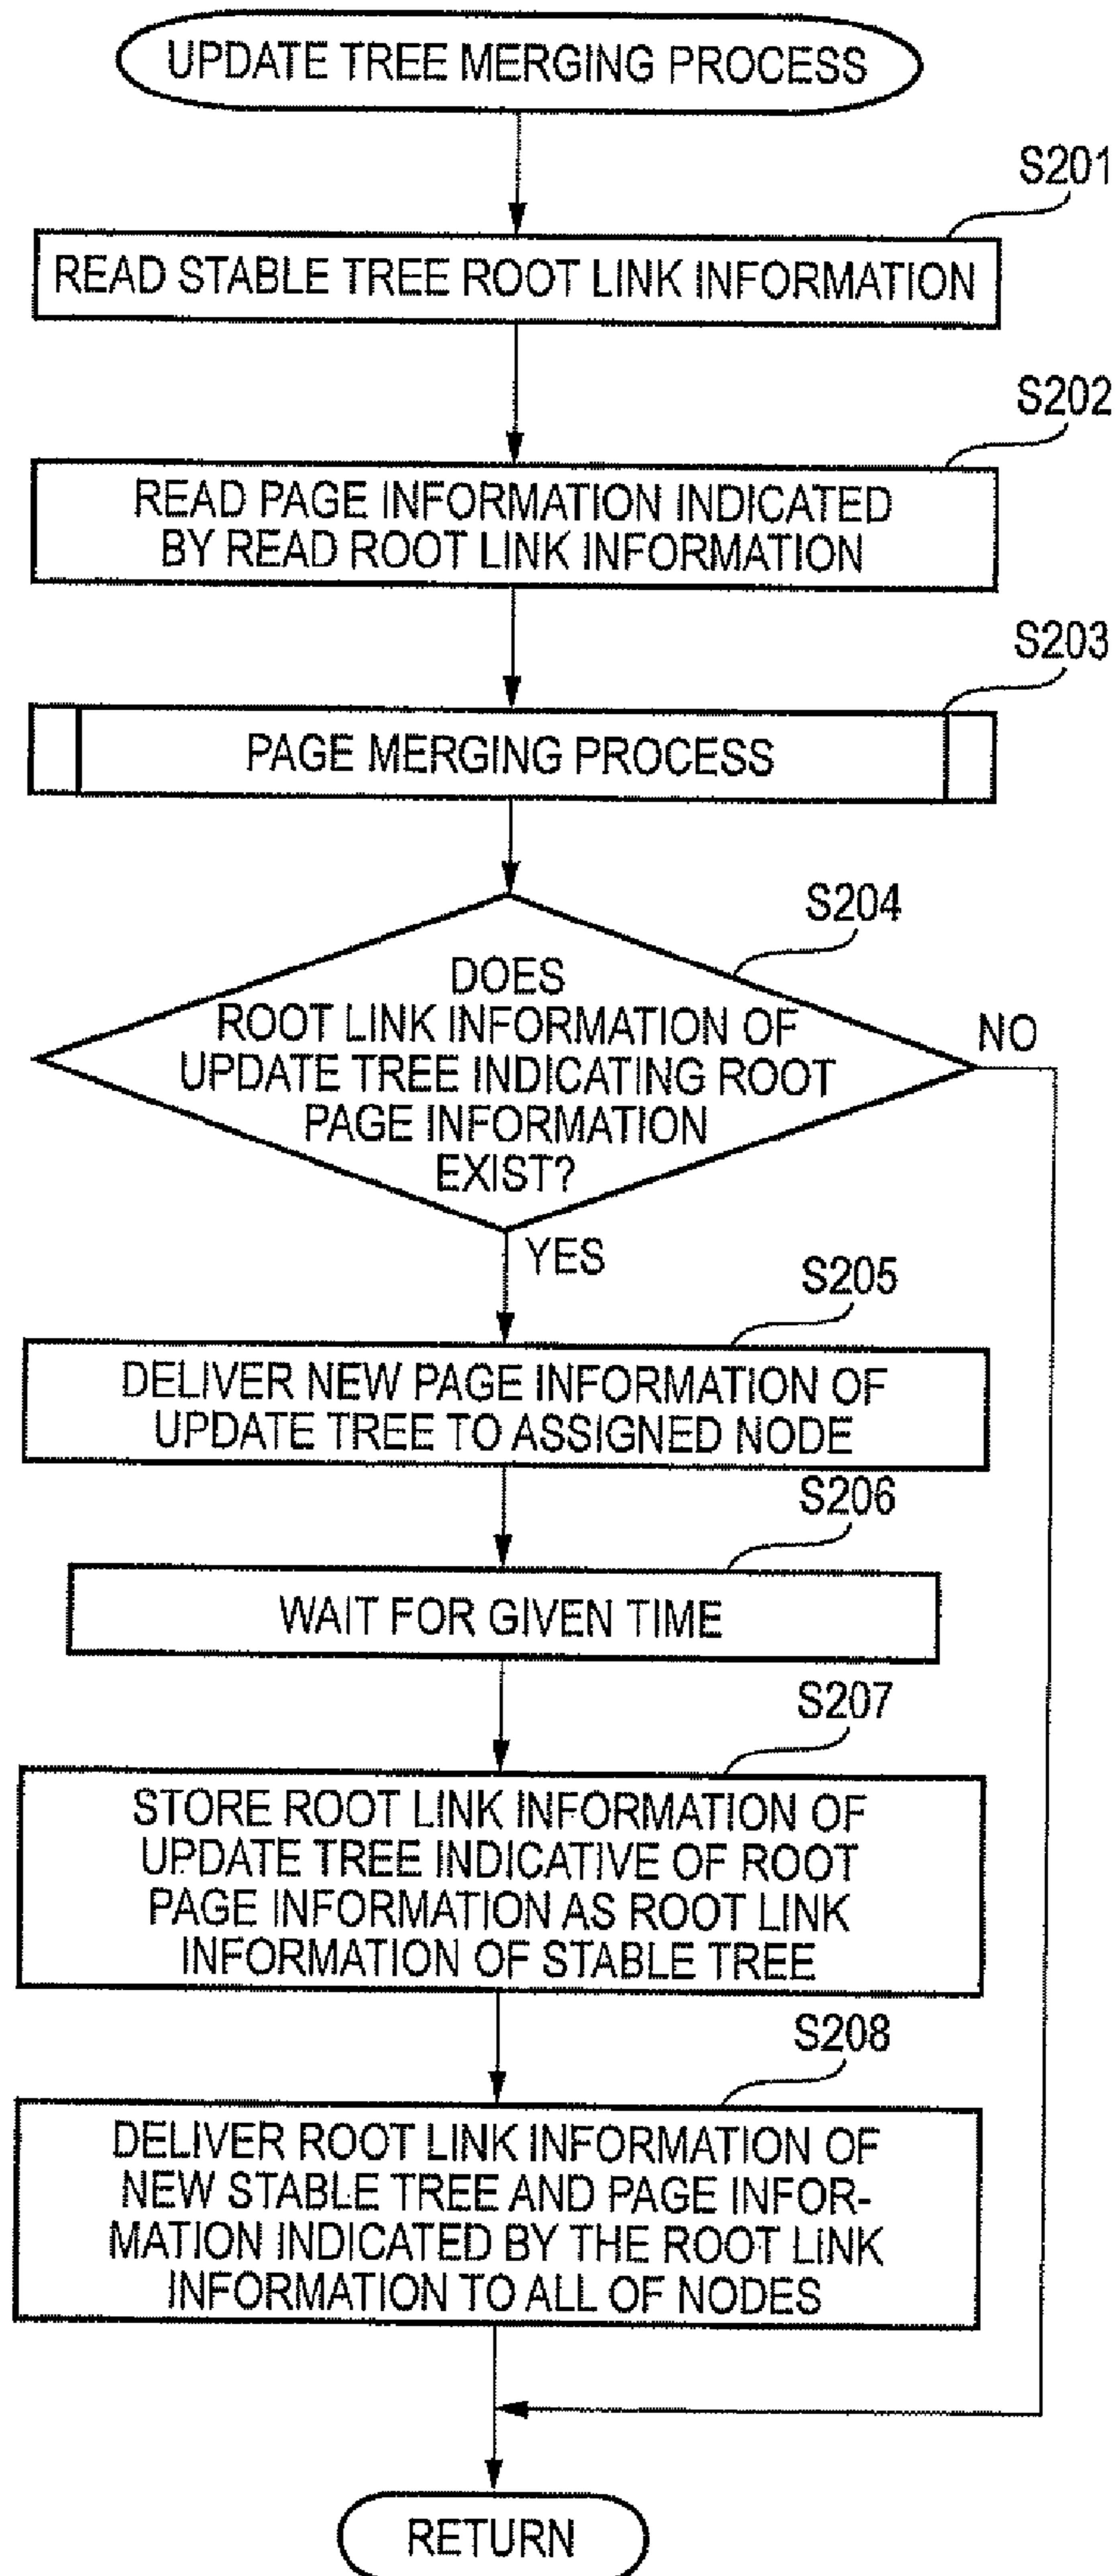 UPDATE TREE MERGING PROCESS
S201
READ STABLE TREE ROOT LINK INFORMATION
S202
READ PAGE INFORMATION INDICATED
BY READ ROOT LINK INFORMATION
S203
PAGE MERGING PROCESS
S204
DOES
ROOT LINK INFORMATION OF
UPDATE TREE INDICATING ROOT
PAGE INFORMATION
EXIST?
NO
YES
S205
DELIVER NEW PAGE INFORMATION OF
UPDATE TREE TO ASSIGNED NODE
S206
WAIT FOR GIVEN TIME
S207
STORE ROOT LINK INFORMATION OF
UPDATE TREE INDICATIVE OF ROOT
PAGE INFORMATION AS ROOT LINK
INFORMATION OF STABLE TREE
S208
DELIVER ROOT LINK INFORMATION OF
NEW STABLE TREE AND PAGE INFOR-
MATION INDICATED BY THE ROOT LINK
INFORMATION TO ALL OF NODES
RETURN